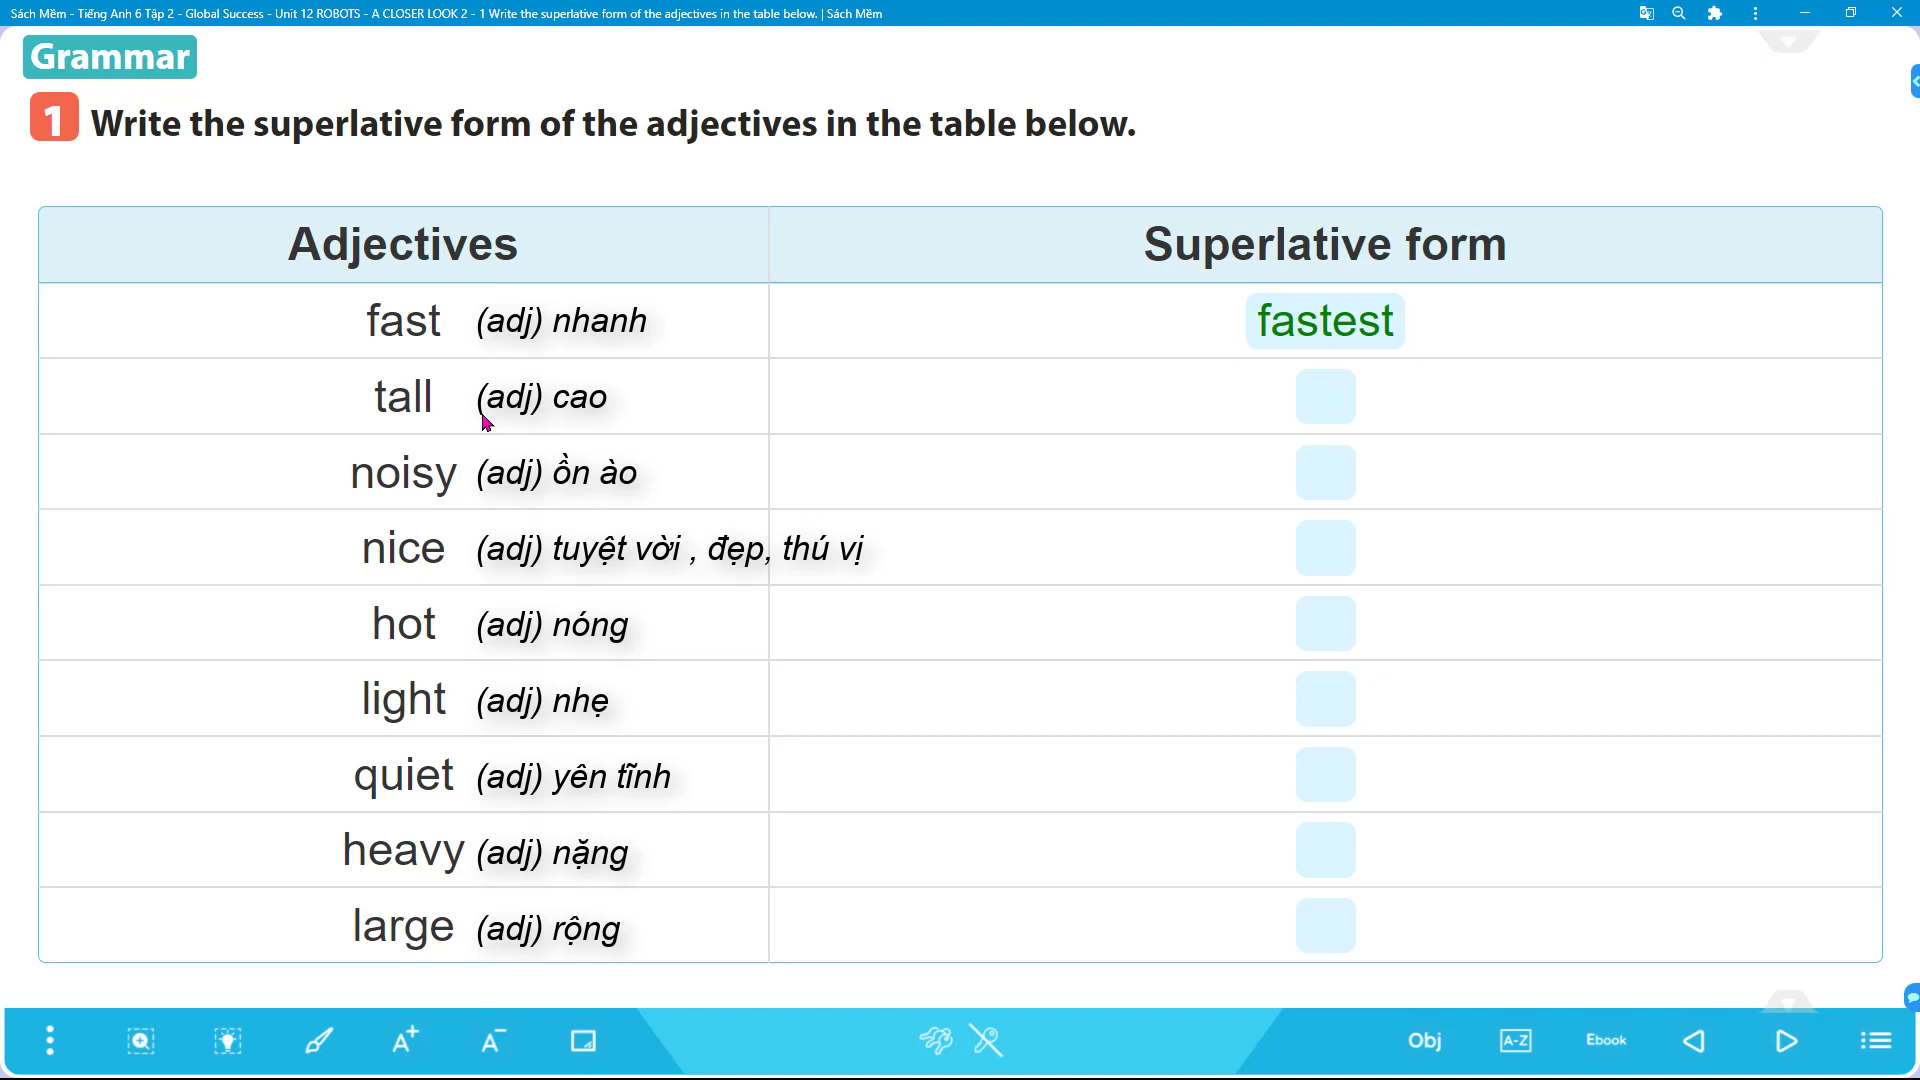 Sách Mềm - Tiếng Anh 6 Tập 2 - Global Success - Unit 12 ROBOTS - A CLOSER LOOK 2 - 1 Write the superlative form of the adjectives in the table below. | Sách Mềm
Grammar
1 Write the superlative form of the adjectives in the table below.
Adjectives Superlative form
fast (adj) nhanh fastest
tall (adj) cao
noisy (adj) ồn ào
nice (adj) tuyệt vời , đẹp, thú vị
hot (adj) nóng
light (adj) nhẹ
quiet (adj) yên tĩnh
heavy (adj) nặng
large (adj) rộng
A+ A- Obj A-Z Ebook